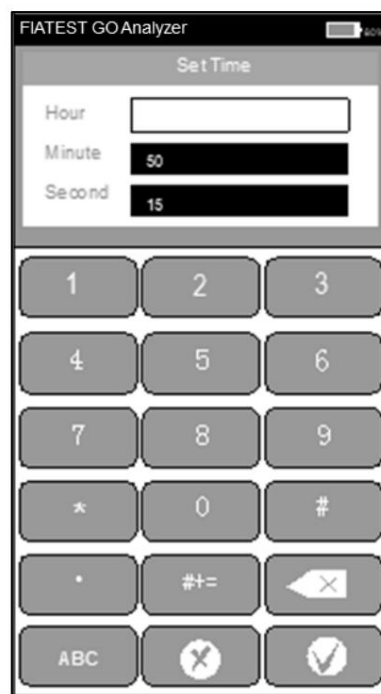 FIATEST GO Analyzer 60%
Set Time
Hour
Minute 50
Second 15
1 2 3
4 5 6
7 8 9
* 0 #
. #+=
ABC